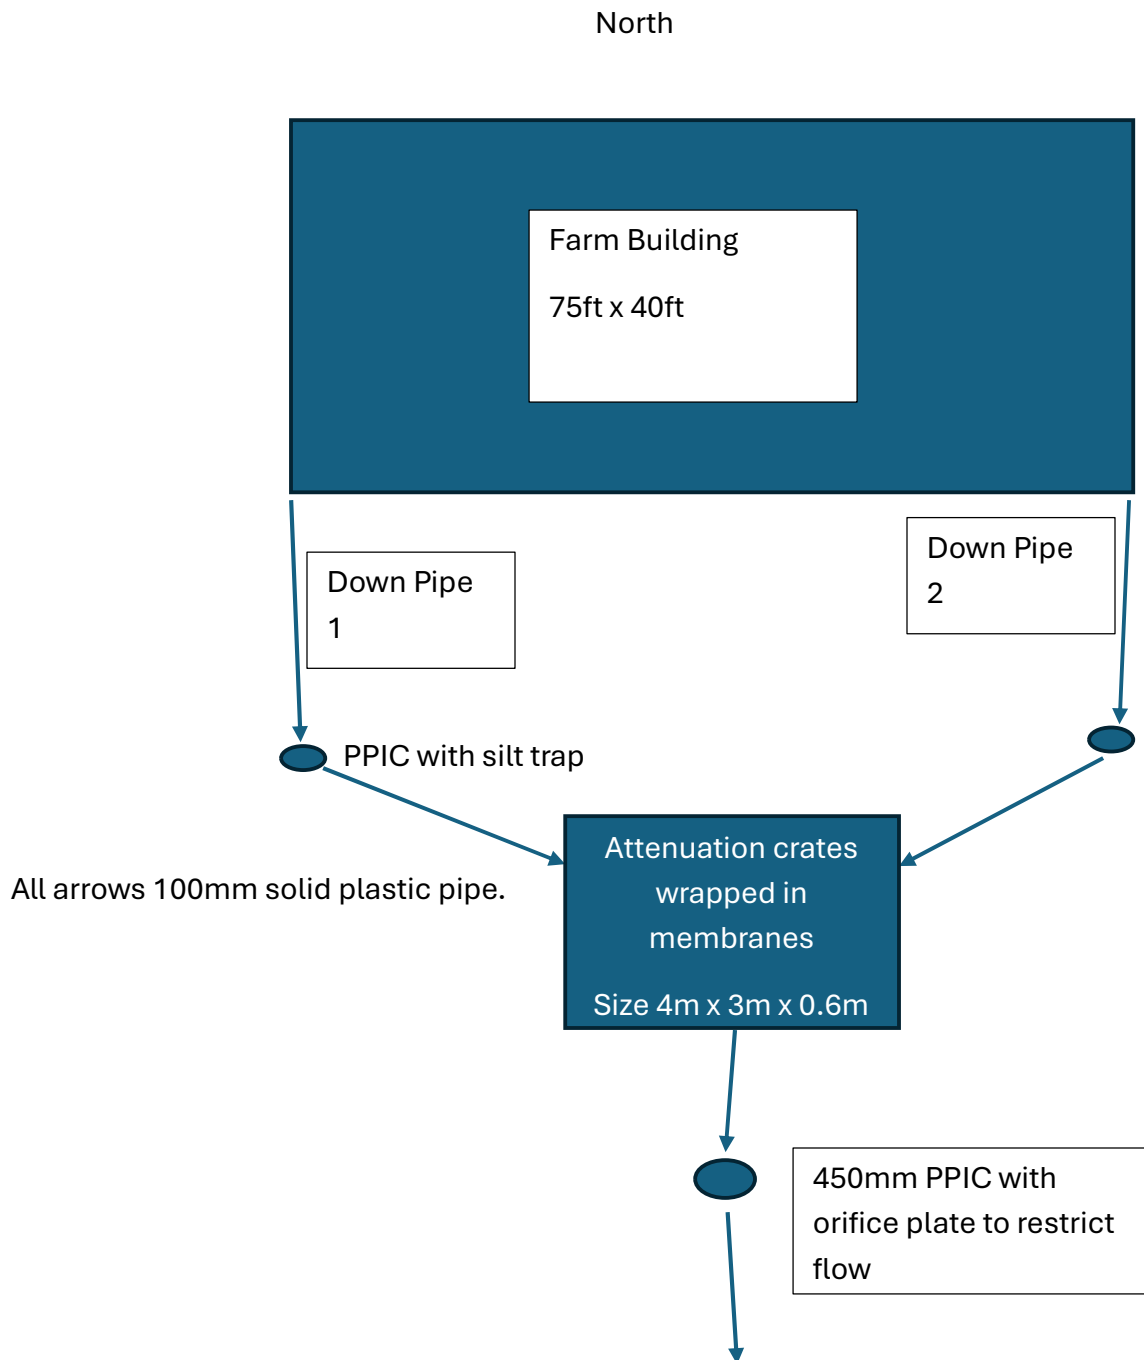 North
Farm Building
75ft x 40ft
Down Pipe
1
Down Pipe
2
PPIC with silt trap
Attenuation crates
wrapped in
membranes
Size 4m x 3m x 0.6m
All arrows 100mm solid plastic pipe.
450mm PPIC with
orifice plate to restrict
flow